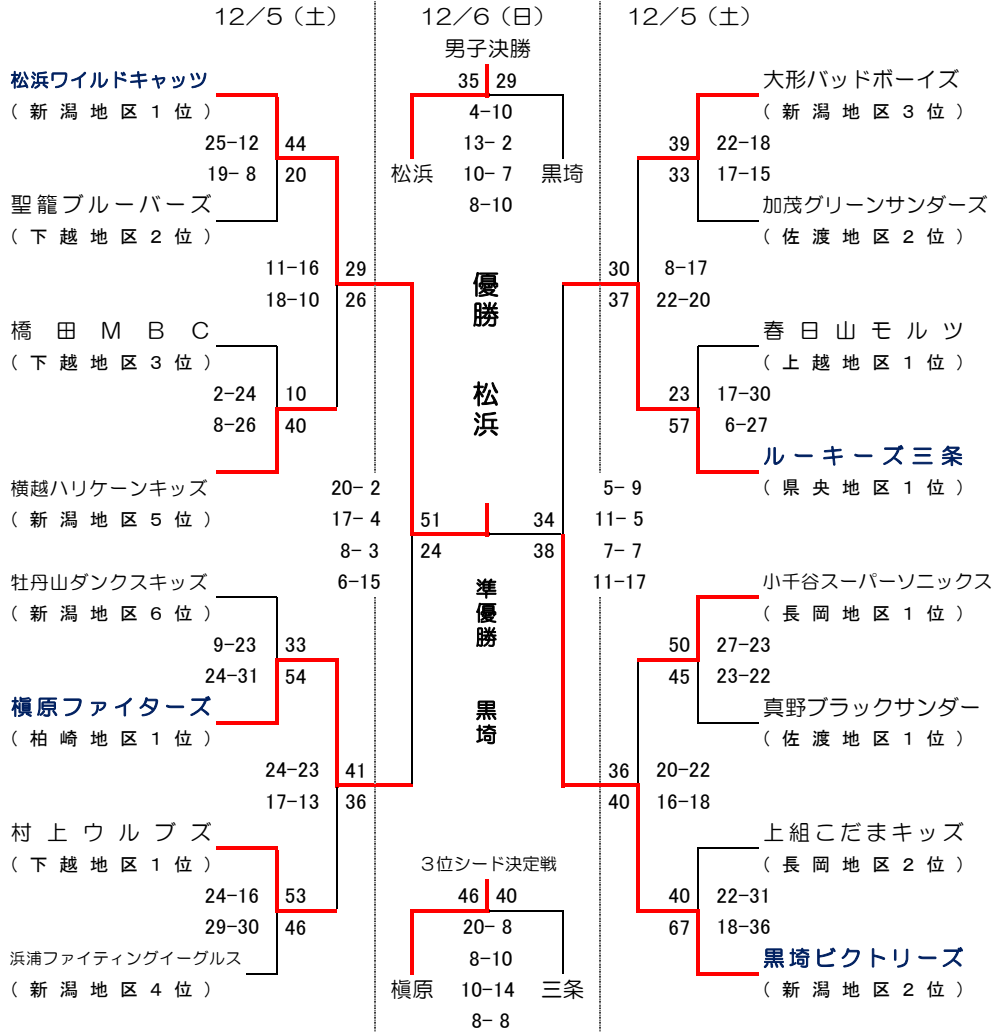 12／5（土）
12／6（日）
12／5（土）
男子決勝
35 29
4-10
13- 2
10- 7
8-10
松浜 黒埼
松浜ワイルドキャッツ
（新潟地区1位）
25-12 44
19- 8 20
聖籠ブルーバーズ
（下越地区2位）
11-16 29
18-10 26
橋田MBC
（下越地区3位）
2-24 10
8-26 40
横越ハリケーンキッズ
（新潟地区5位）
20- 2
17- 4 51
8- 3 24
6-15
牡丹山ダンクスキッズ
（新潟地区6位）
9-23 33
24-31 54
槇原ファイターズ
（柏崎地区1位）
24-23 41
17-13 36
村上ウルブズ
（下越地区1位）
24-16 53
29-30 46
浜浦ファイティングイーグルス
（新潟地区4位）
優勝 松浜
準優勝 黒埼
3位シード決定戦
46 40
20- 8
8-10
10-14
8- 8
槇原 三条
大形バッドボーイズ
（新潟地区3位）
39 22-18
33 17-15
加茂グリーンサンダーズ
（佐渡地区2位）
30 8-17
37 22-20
春日山モルツ
（上越地区1位）
23 17-30
57 6-27
ルーキーズ三条
（県央地区1位）
5- 9
34 11- 5
38 7- 7
11-17
小千谷スーパーソニックス
（長岡地区1位）
50 27-23
45 23-22
真野ブラックサンダー
（佐渡地区1位）
36 20-22
40 16-18
上組こだまキッズ
（長岡地区2位）
40 22-31
67 18-36
黒埼ビクトリーズ
（新潟地区2位）